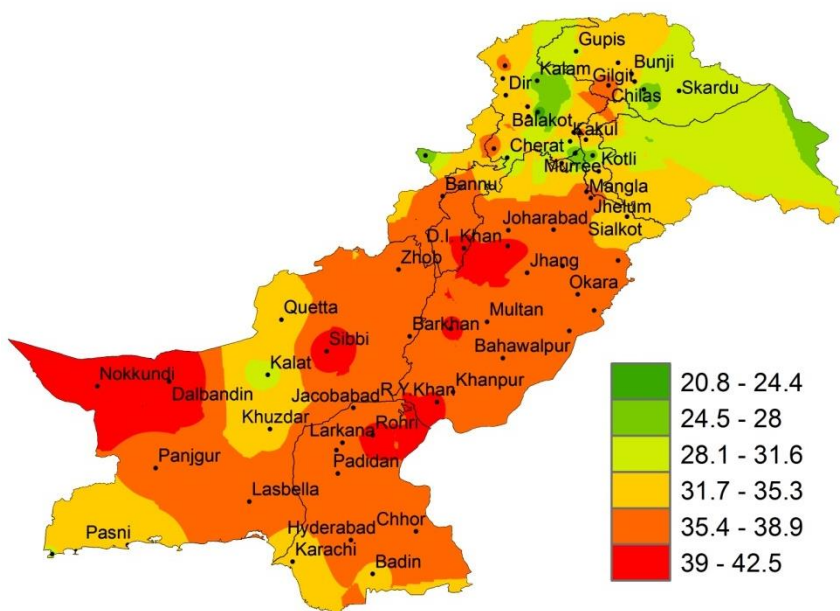 Gupis
Kalam
Bunji
Dir
Gilgit
Chilas
Skardu
Balakot
Kakul
Cherat
Kotli
Murree
Bannu
Mangla
Jhelum
Joharabad
Sialkot
D.I. Khan
Zhob
Jhang
Okara
Quetta
Multan
Barkhan
Sibbi
Bahawalpur
Nokkundi
Kalat
Dalbandin
R.Y.Khan
Khanpur
Jacobabad
Khuzdar
Rohri
Larkana
Panjgur
Padidan
Lasbella
Pasni
Hyderabad
Chhor
Karachi
Badin
20.8 - 24.4
24.5 - 28
28.1 - 31.6
31.7 - 35.3
35.4 - 38.9
39 - 42.5